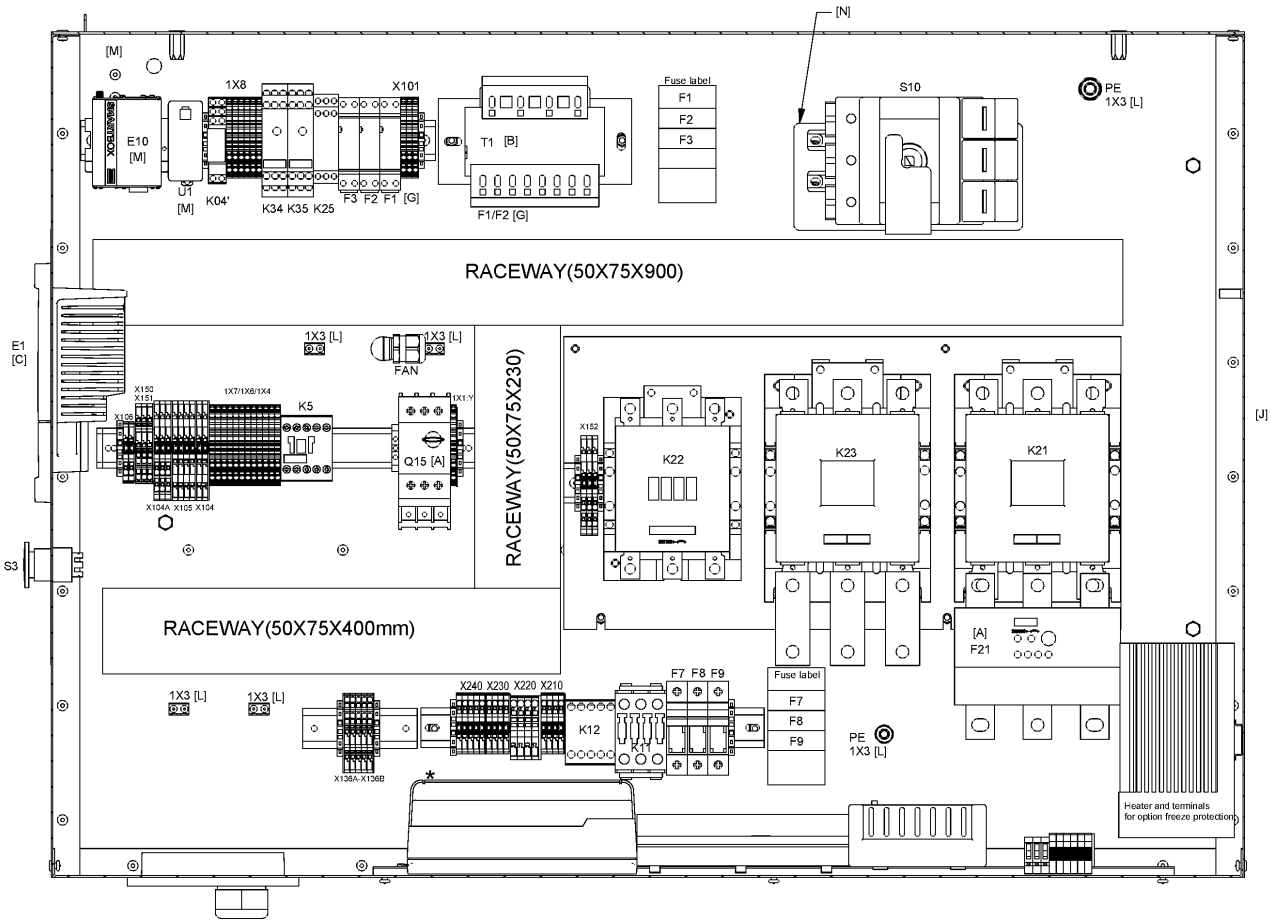 [N]
[M]
1X8
X101
Fuse label
F1
F2
F3
S10
PE
1X3 [L]
SMARTBOX
E10
[M]
T1 [B]
U1
[M]
K04'
K34 K35 K25
F3 F2 F1 [G]
F1/F2 [G]
RACEWAY(50X75X900)
E1
[C]
1X3 [L]
1X3 [L]
FAN
RACEWAY(50X75X230)
X150
X151
X106
1X7/1X6/1X4
K5
1X1:Y
Q15 [A]
X104A X105 X104
X152
K22
K23
K21
[J]
S3
RACEWAY(50X75X400mm)
[A]
F21
1X3 [L]
1X3 [L]
X240 X230 X220 X210
F7 F8 F9
Fuse label
F7
F8
F9
K12
K11
PE
1X3 [L]
X136A-X136B
*
Heater and terminals
for option freeze protection